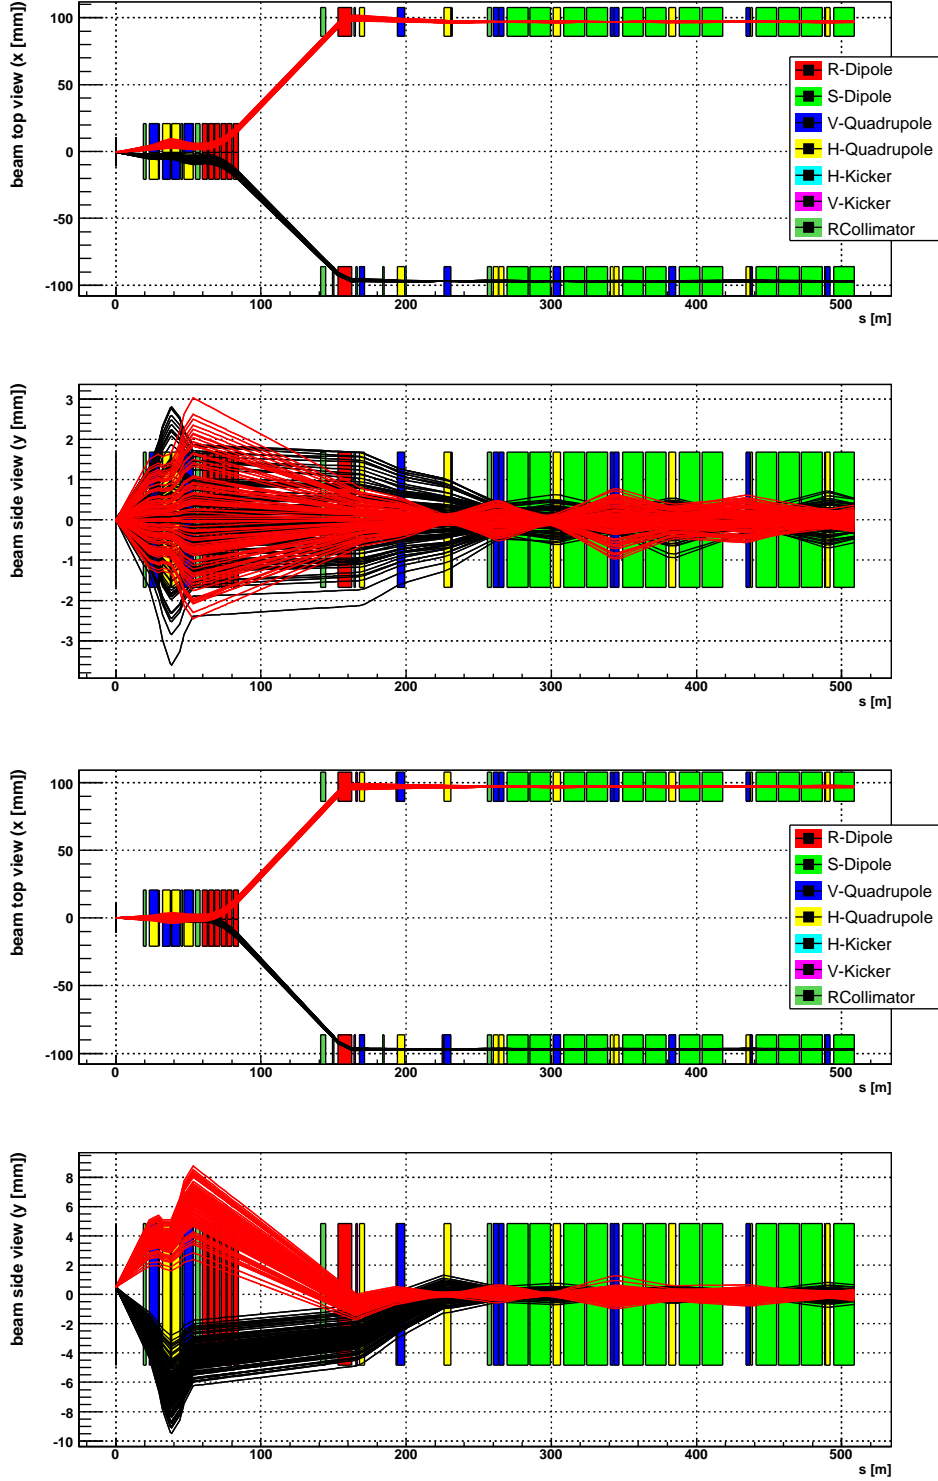 beam top view (x [mm])
100
50
0
-50
-100
R-Dipole
S-Dipole
V-Quadrupole
H-Quadrupole
H-Kicker
V-Kicker
RCollimator
0 100 200 300 400 500
s [m]
beam side view (y [mm])
3
2
1
0
-1
-2
-3
0 100 200 300 400 500
s [m]
beam top view (x [mm])
100
50
0
-50
-100
R-Dipole
S-Dipole
V-Quadrupole
H-Quadrupole
H-Kicker
V-Kicker
RCollimator
0 100 200 300 400 500
s [m]
beam side view (y [mm])
8
6
4
2
0
-2
-4
-6
-8
-10
0 100 200 300 400 500
s [m]